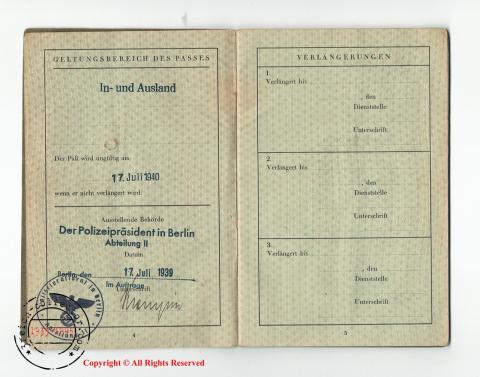 GELTUNGSBEREICH DES PASSES
In- und Ausland
Der Paß wird ungültig am
17. Juli 1940
wenn er nicht verlängert wird.
Ausstellende Behörde
Der Polizeipräsident in Berlin
Abteilung II
Datum
Berlin, den 17. Juli 1939
Im Auftrage
Unterschrift
4
VERLÄNGERUNGEN
1.
Verlängert bis
, den
Dienststelle
Unterschrift
2.
Verlängert bis
, den
Dienststelle
Unterschrift
3.
Verlängert bis
, den
Dienststelle
Unterschrift
5
Copyright © All Rights Reserved